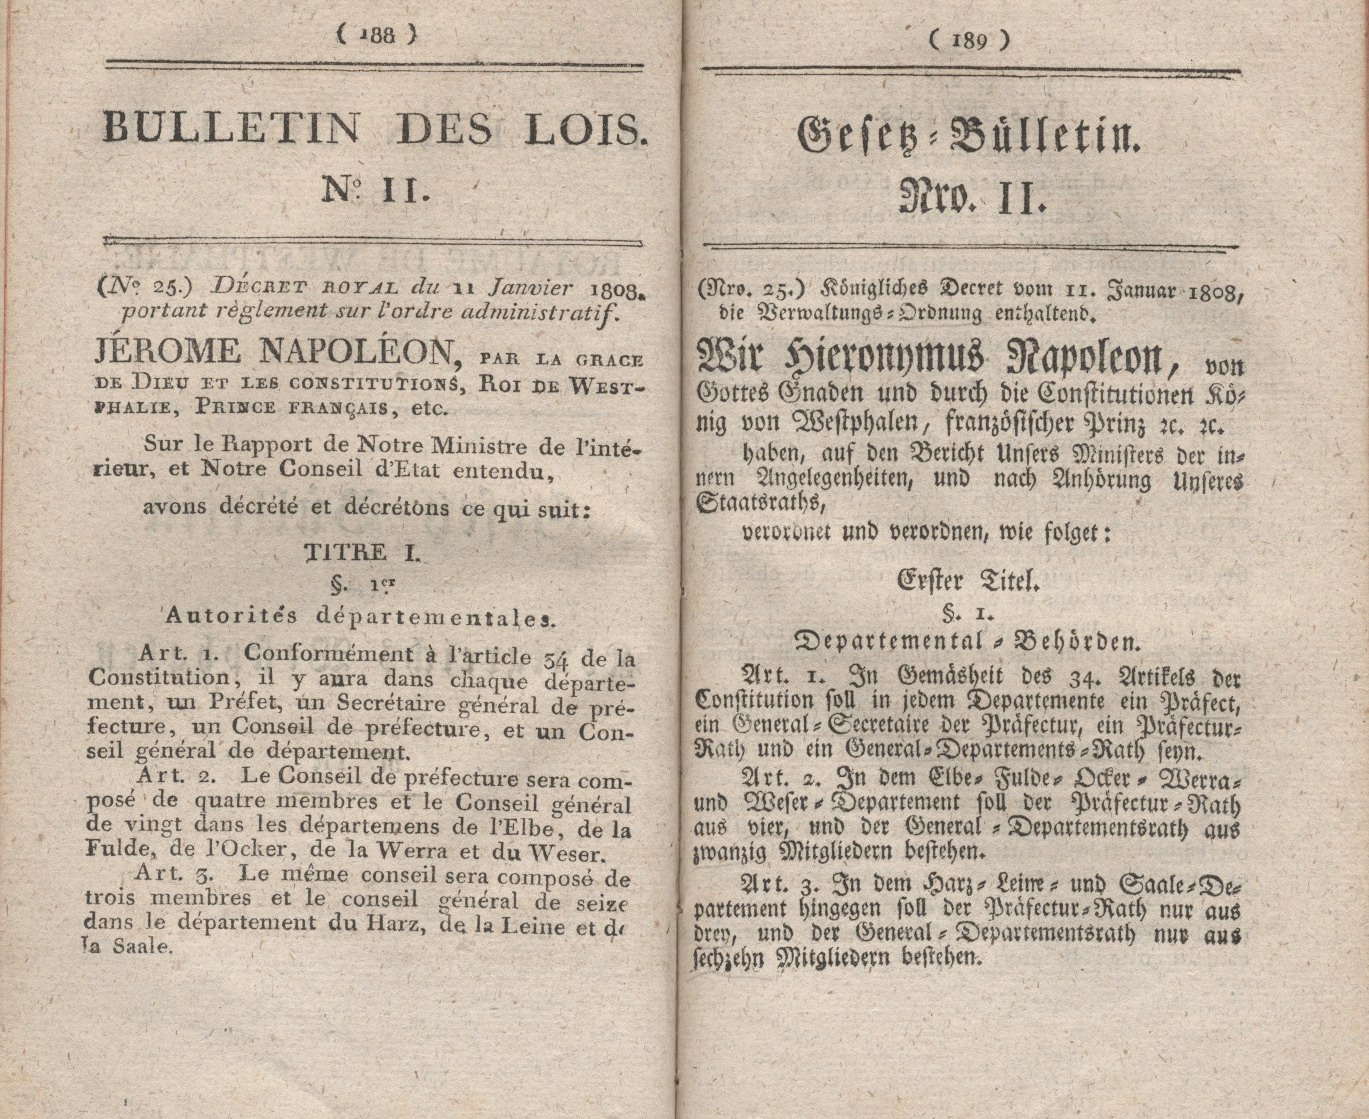 ( 188 )
BULLETIN DES LOIS.
Nº. II.
(Nº. 25.) DÉCRET ROYAL du 11 Janvier 1808,
portant règlement sur l'ordre administratif.
JÉROME NAPOLÉON, PAR LA GRACE
DE DIEU ET LES CONSTITUTIONS, ROI DE WEST-
PHALIE, PRINCE FRANÇAIS, etc.
Sur le Rapport de Notre Ministre de l'inté-
rieur, et Notre Conseil d'Etat entendu,
avons décrété et décrétons ce qui suit:
TITRE I.
§. 1er.
Autorités départementales.
Art. 1. Conformément à l'article 34 de la
Constitution, il y aura dans chaque départe-
ment, un Préfet, un Secrétaire général de pré-
fecture, un Conseil de préfecture, et un Con-
seil général de département.
Art. 2. Le Conseil de préfecture sera com-
posé de quatre membres et le Conseil général
de vingt dans les départemens de l'Elbe, de la
Fulde, de l'Ocker, de la Werra et du Weser.
Art. 3. Le même conseil sera composé de
trois membres et le conseil général de seize
dans le département du Harz, de la Leine et de
la Saale.
( 189 )
Gesetz-Bülletin.
Nro. II.
(Nro. 25.) Königliches Decret vom 11. Januar 1808,
die Verwaltungs-Ordnung enthaltend.
Wir Hieronymus Napoleon, von
Gottes Gnaden und durch die Constitutionen Kö-
nig von Westphalen, französischer Prinz ꝛc. ꝛc.
haben, auf den Bericht Unsers Ministers der in-
nern Angelegenheiten, und nach Anhörung Unseres
Staatsraths,
verordnet und verordnen, wie folget:
Erster Titel.
§. 1.
Departemental-Behörden.
Art. 1. In Gemäsheit des 34. Artikels der
Constitution soll in jedem Departemente ein Präfect,
ein General-Secretaire der Präfectur, ein Präfectur-
Rath und ein General-Departements-Rath seyn.
Art. 2. In dem Elbe- Fulde- Ocker- Werra-
und Weser-Departement soll der Präfectur-Rath
aus vier, und der General-Departementsrath aus
zwanzig Mitgliedern bestehen.
Art. 3. In dem Harz- Leine- und Saale-De-
partement hingegen soll der Präfectur-Rath nur aus
drey, und der General-Departementsrath nur aus
sechzehn Mitgliedern bestehen.